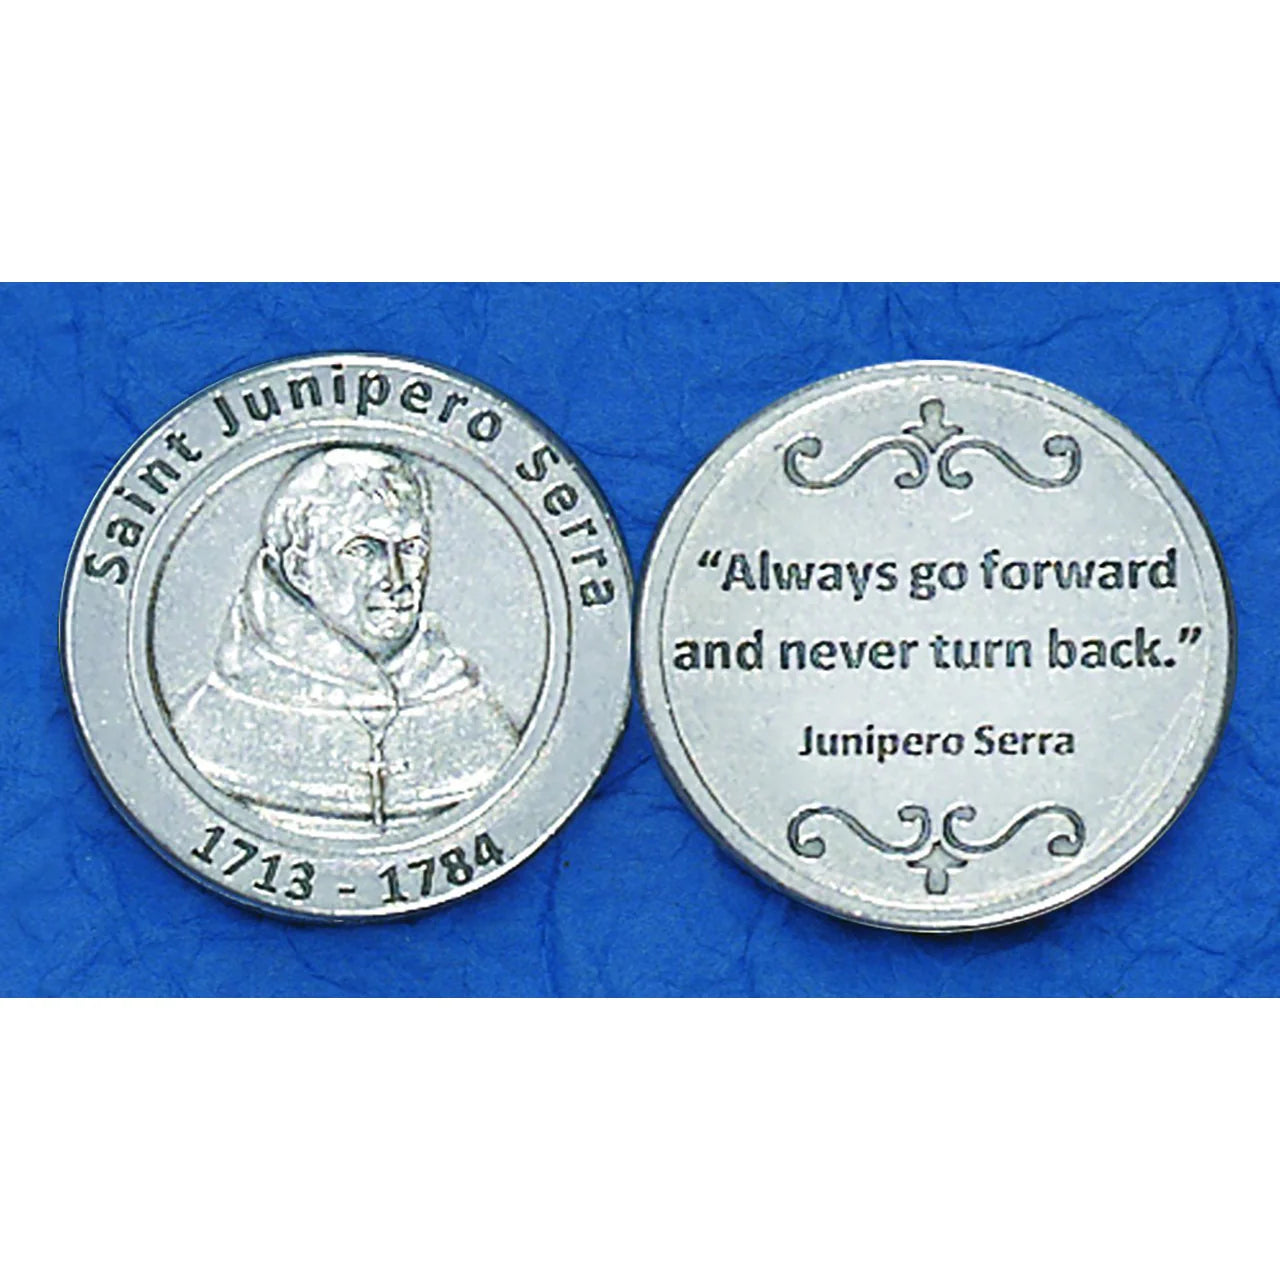 Saint Junipero Serra
1713 - 1784
“Always go forward
and never turn back.”
Junipero Serra